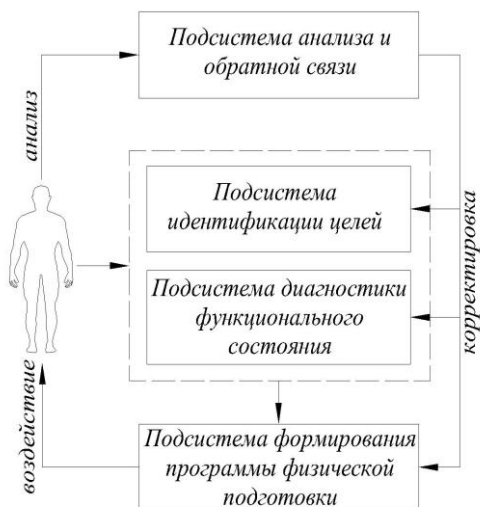 Подсистема анализа и
обратной связи
анализ
Подсистема
идентификации целей
Подсистема диагностики
функционального
состояния
корректировка
воздействие
Подсистема формирования
программы физической
подготовки